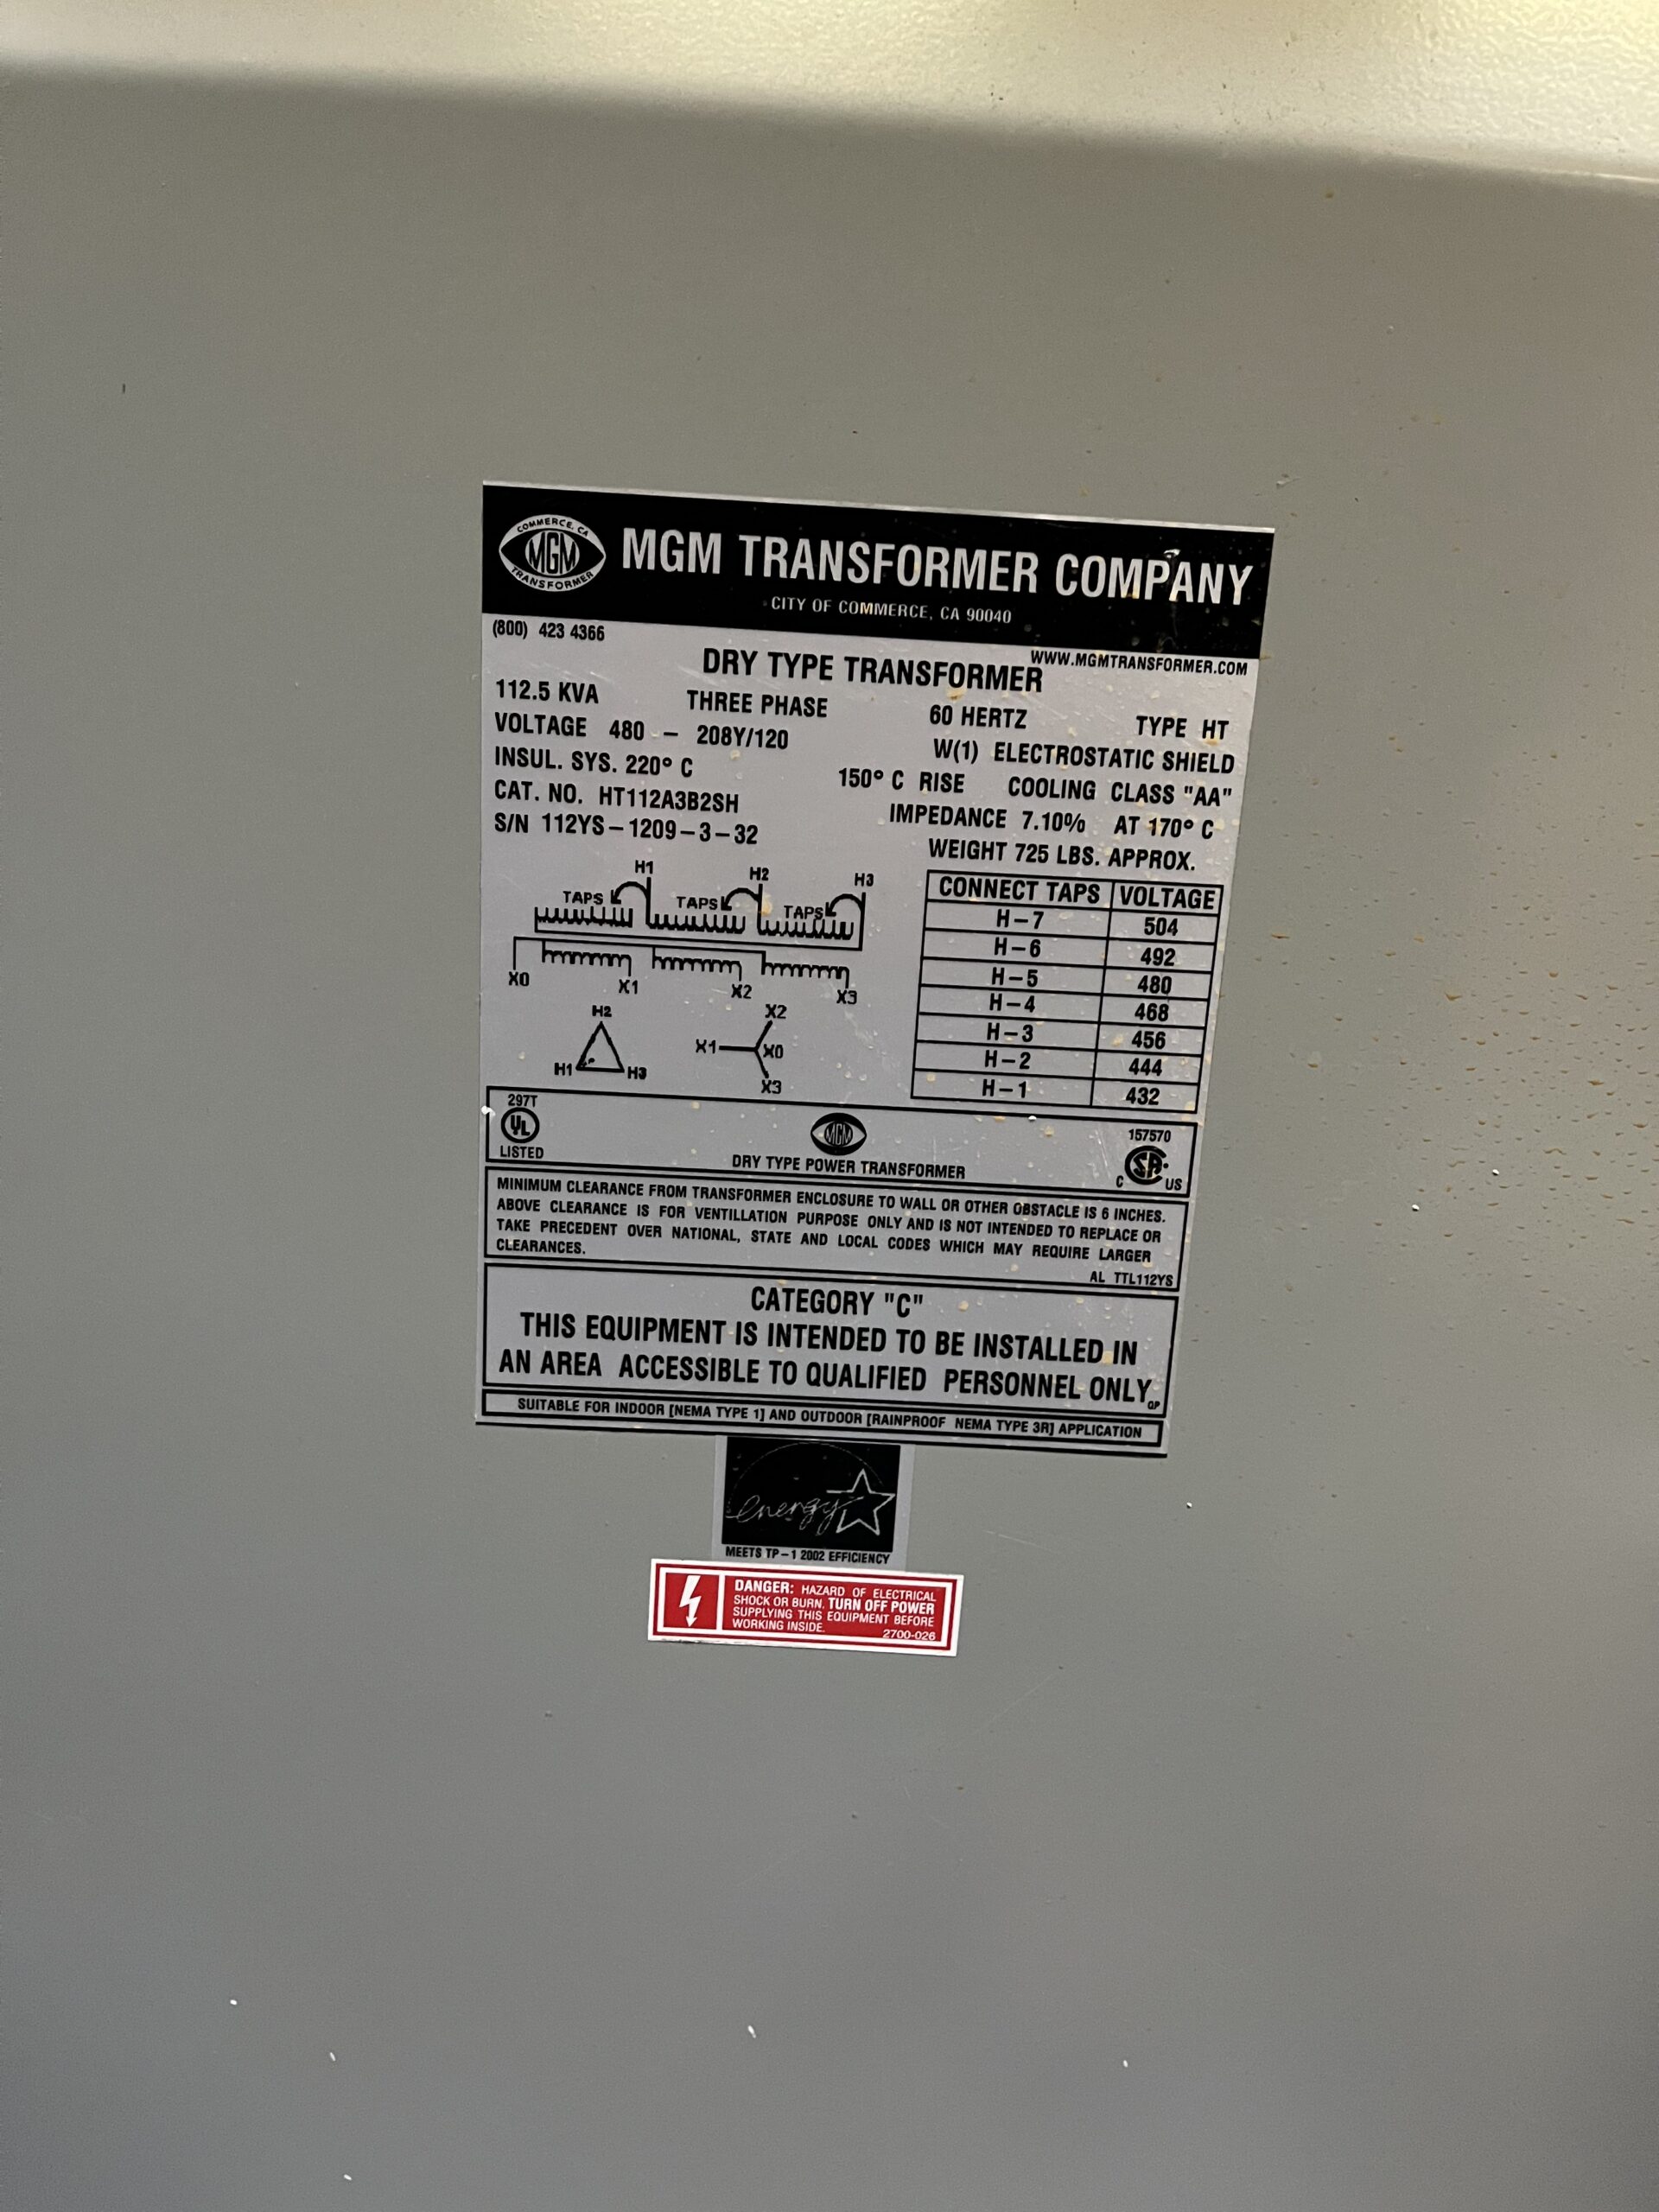 COMMERCE, CA
MGM
TRANSFORMER
MGM TRANSFORMER COMPANY
CITY OF COMMERCE, CA 90040
(800) 423 4366
WWW.MGMTRANSFORMER.COM
DRY TYPE TRANSFORMER
112.5 KVA THREE PHASE 60 HERTZ TYPE HT
VOLTAGE 480 - 208Y/120 W(1) ELECTROSTATIC SHIELD
INSUL. SYS. 220° C 150° C RISE COOLING CLASS "AA"
CAT. NO. HT112A3B2SH IMPEDANCE 7.10% AT 170° C
S/N 112YS-1209-3-32 WEIGHT 725 LBS. APPROX.
H1 H2 H3
TAPS TAPS TAPS
X0 X1 X2 X3
H2
H1 H3
X2
X1 X0
X3
CONNECT TAPS VOLTAGE
H-7 504
H-6 492
H-5 480
H-4 468
H-3 456
H-2 444
H-1 432
297T
UL
LISTED
MGM
DRY TYPE POWER TRANSFORMER
157570
C SA US
MINIMUM CLEARANCE FROM TRANSFORMER ENCLOSURE TO WALL OR OTHER OBSTACLE IS 6 INCHES.
ABOVE CLEARANCE IS FOR VENTILLATION PURPOSE ONLY AND IS NOT INTENDED TO REPLACE OR
TAKE PRECEDENT OVER NATIONAL, STATE AND LOCAL CODES WHICH MAY REQUIRE LARGER
CLEARANCES.
AL TTL112YS
CATEGORY "C"
THIS EQUIPMENT IS INTENDED TO BE INSTALLED IN
AN AREA ACCESSIBLE TO QUALIFIED PERSONNEL ONLY
QP
SUITABLE FOR INDOOR [NEMA TYPE 1] AND OUTDOOR [RAINPROOF NEMA TYPE 3R] APPLICATION
energy
MEETS TP-1 2002 EFFICIENCY
DANGER: HAZARD OF ELECTRICAL
SHOCK OR BURN. TURN OFF POWER
SUPPLYING THIS EQUIPMENT BEFORE
WORKING INSIDE.
2700-026